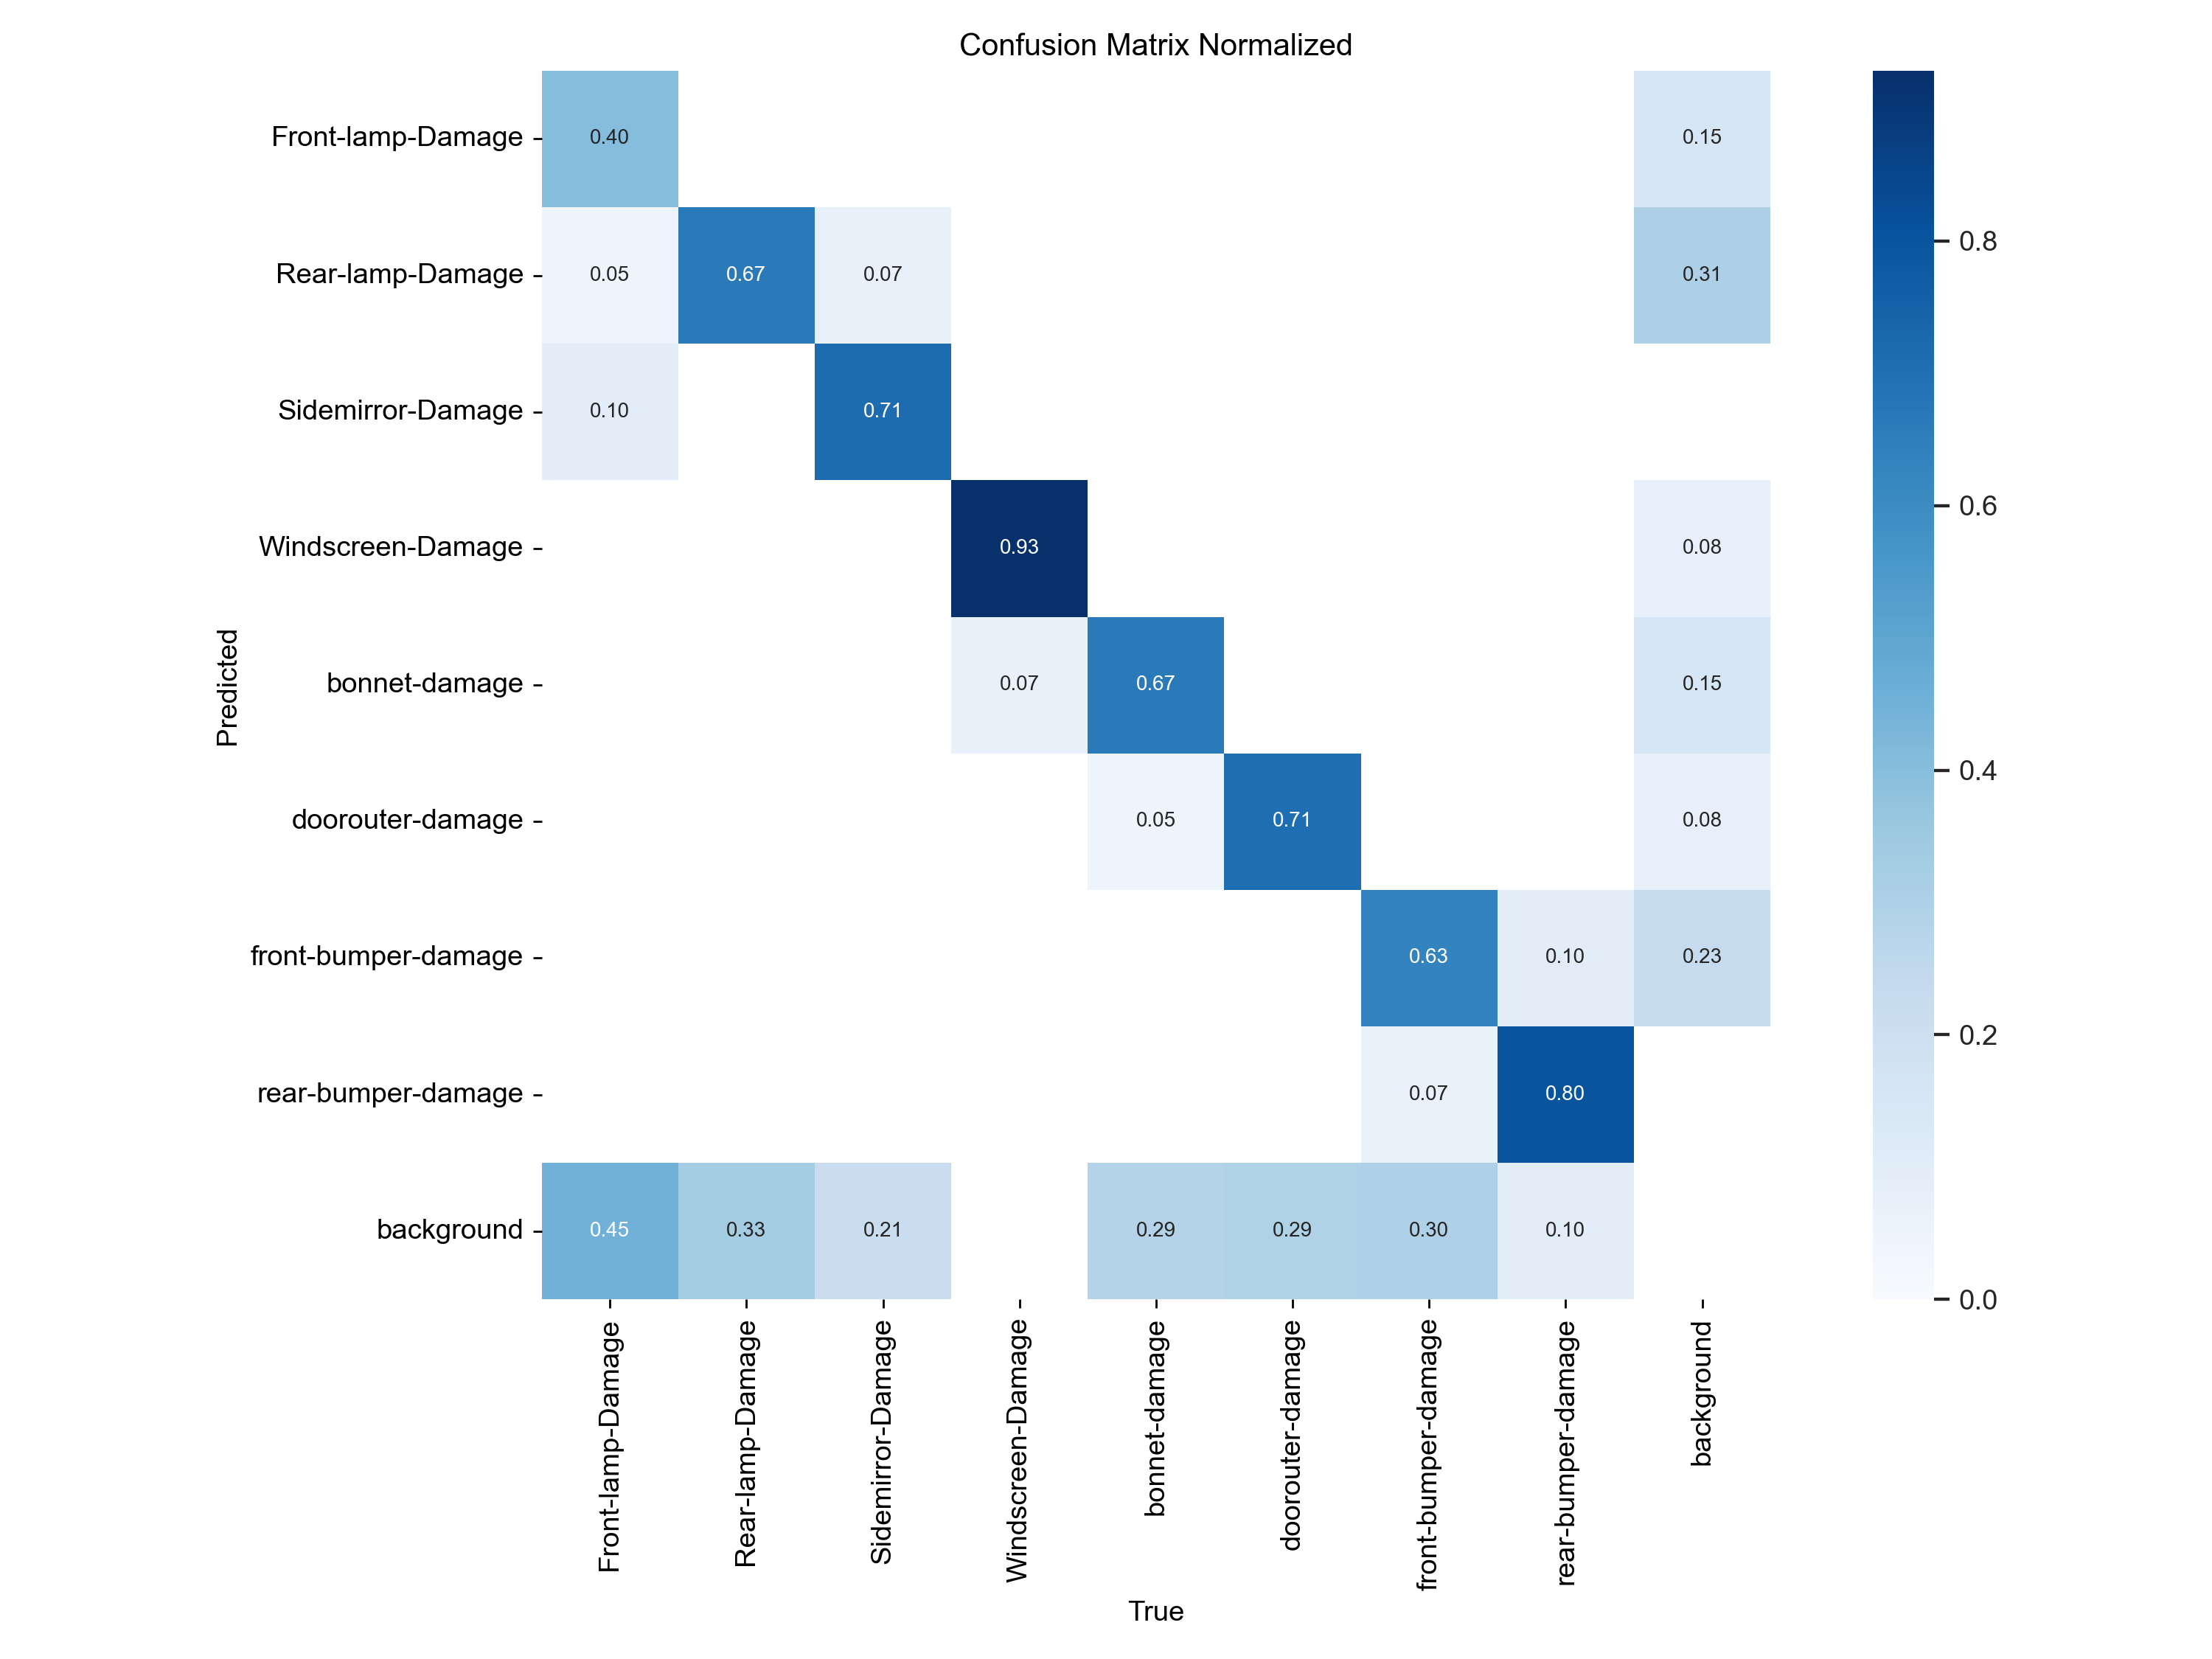 Confusion Matrix Normalized
Front-lamp-Damage 0.40 0.15
Rear-lamp-Damage 0.05 0.67 0.07 0.31
Sidemirror-Damage 0.10 0.71
Windscreen-Damage 0.93 0.08
bonnet-damage 0.07 0.67 0.15
doorouter-damage 0.05 0.71 0.08
front-bumper-damage 0.63 0.10 0.23
rear-bumper-damage 0.07 0.80
background 0.45 0.33 0.21 0.29 0.29 0.30 0.10
Predicted
Front-lamp-Damage
Rear-lamp-Damage
Sidemirror-Damage
Windscreen-Damage
bonnet-damage
doorouter-damage
front-bumper-damage
rear-bumper-damage
background
True
0.8
0.6
0.4
0.2
0.0